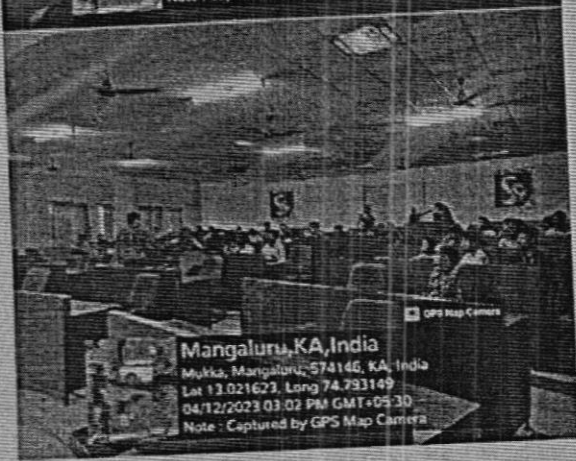 GPS Map Camera
Mangaluru,KA,India
Mukka, Mangaluru, 574146, KA, India
Lat 13.021623, Long 74.793149
04/12/2023 03:02 PM GMT+05:30
Note : Captured by GPS Map Camera